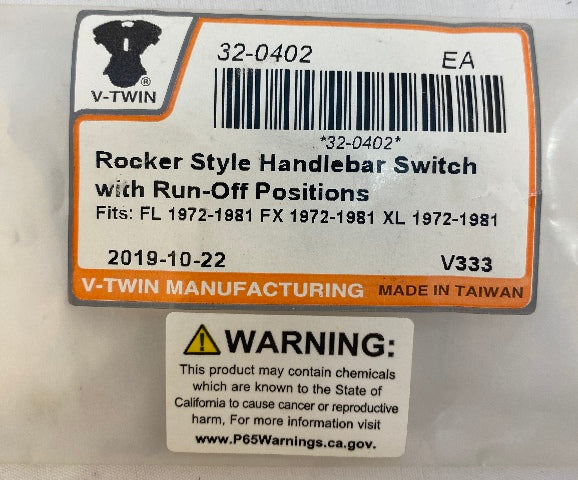 32-0402
EA
®
V-TWIN
*32-0402*
Rocker Style Handlebar Switch
with Run-Off Positions
Fits: FL 1972-1981 FX 1972-1981 XL 1972-1981
2019-10-22
V333
V-TWIN MANUFACTURING MADE IN TAIWAN
WARNING:
This product may contain chemicals
which are known to the State of
California to cause cancer or reproductive
harm, For more information visit
www.P65Warnings.ca.gov.